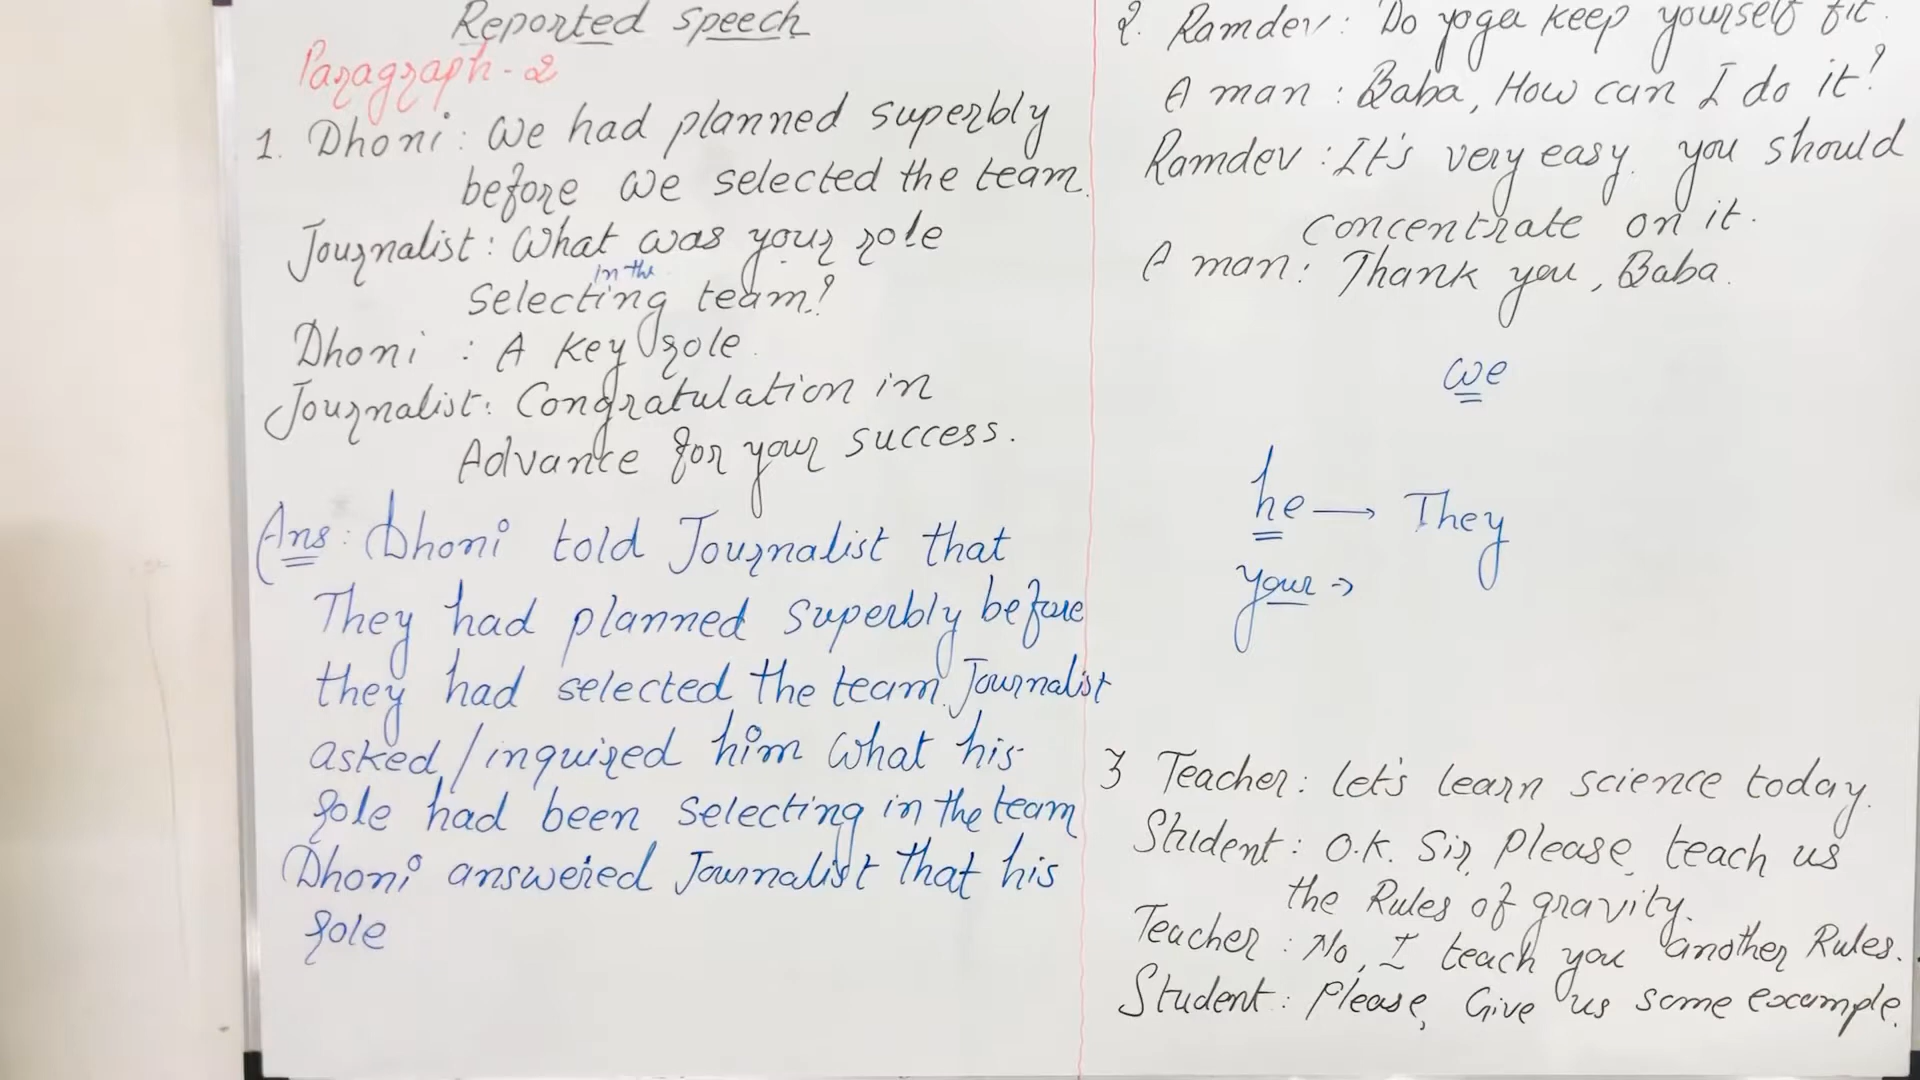 Reported speech
Paragraph-2
1. Dhoni: We had planned superbly
before we selected the team.
Journalist: What was your role
in the
Selecting team?
Dhoni : A key role.
Journalist: Congratulation in
Advance for your success.
Ans: Dhoni told Journalist that
They had planned superbly before
they had selected the team. Journalist
asked/inquired him what his
role had been selecting in the team
Dhoni answered Journalist that his
role
2. Ramdev: Do yoga keep yourself fit.
A man: Baba, How can I do it?
Ramdev: It's very easy. you should
concentrate on it.
A man: Thank you, Baba.
we
he → They
your →
3 Teacher: Let's learn science today.
Student: O.K. Sir, Please, teach us
the Rules of gravity.
Teacher: No, I teach you another Rules.
Student: Please, Give us some example.